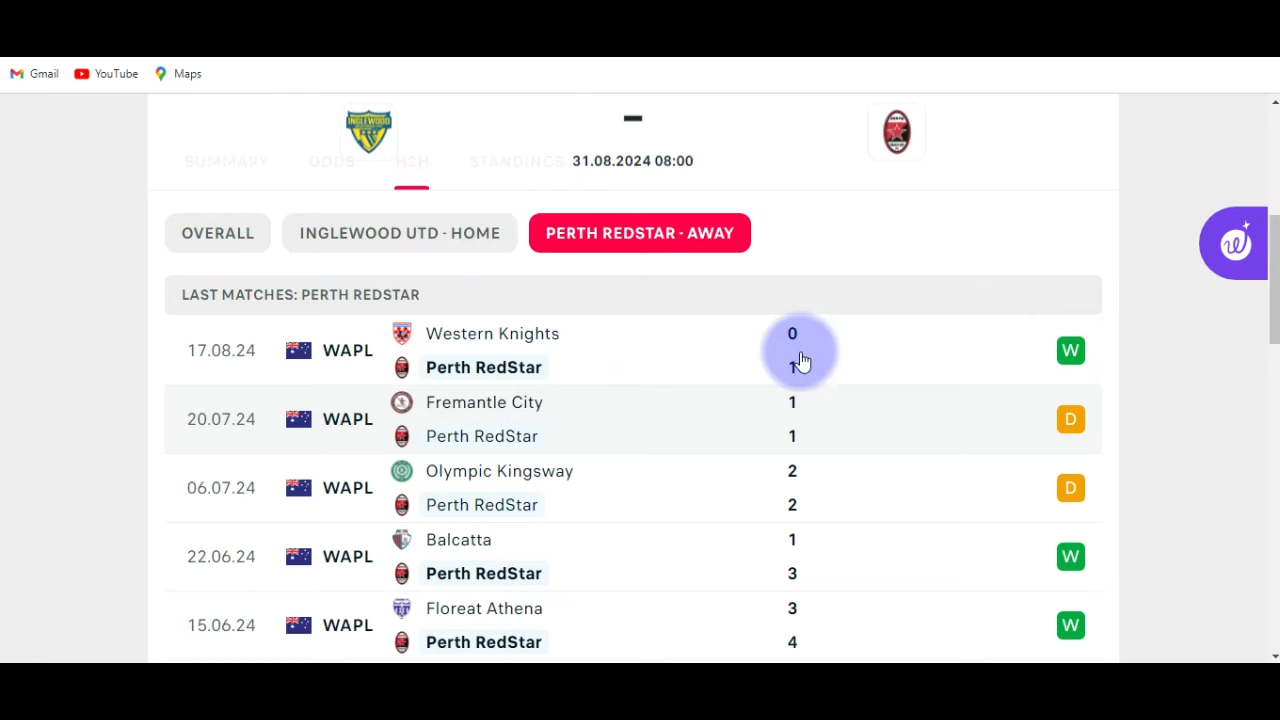 Gmail YouTube Maps
INGLEWOOD
SUMMARY ODDS H2H STANDINGS 31.08.2024 08:00
OVERALL INGLEWOOD UTD - HOME PERTH REDSTAR - AWAY
LAST MATCHES: PERTH REDSTAR
17.08.24 WAPL Western Knights 0 W
Perth RedStar 1
20.07.24 WAPL Fremantle City 1 D
Perth RedStar 1
06.07.24 WAPL Olympic Kingsway 2 D
Perth RedStar 2
22.06.24 WAPL Balcatta 1 W
Perth RedStar 3
15.06.24 WAPL Floreat Athena 3 W
Perth RedStar 4